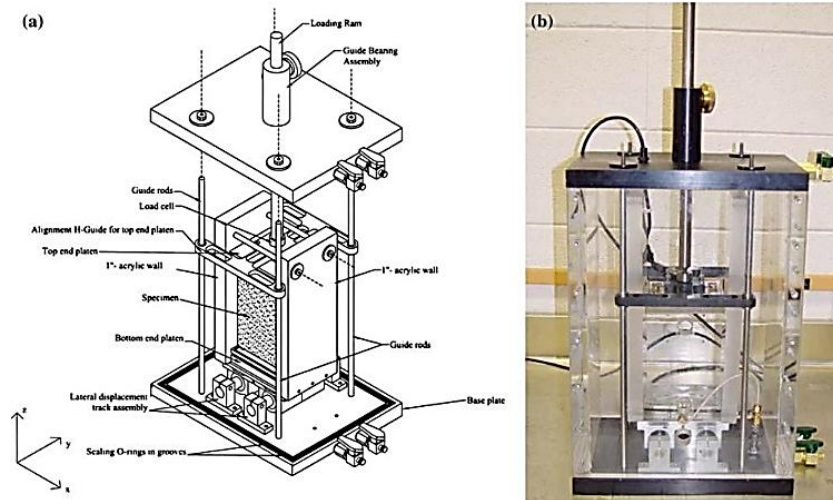 (a)
Loading Ram
Guide Bearing
Assembly
Guide rods
Load cell
Alignment H-Guide for top end platen
Top end platen
1"- acrylic wall
1"- acrylic wall
Specimen
Bottom end platen
Guide rods
Lateral displacement
track assembly
Base plate
Sealing O-rings in grooves
z
y
x
(b)